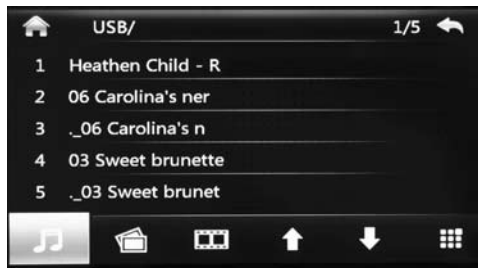 USB/ 1/5
1 Heathen Child - R
2 06 Carolina's ner
3 ._06 Carolina's n
4 03 Sweet brunette
5 ._03 Sweet brunet